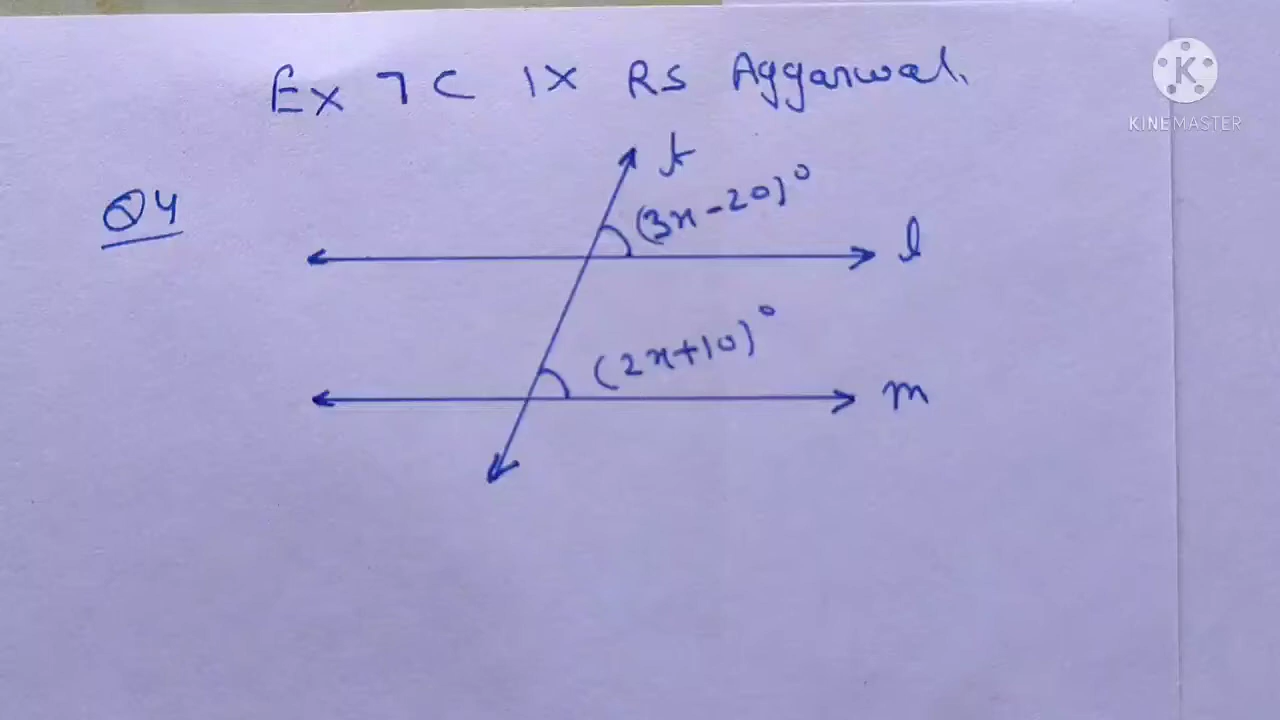 Ex 7C IX RS Aggarwal.
K
KINEMASTER
t
(3x-20)°
Q4
l
(2x+10)°
m